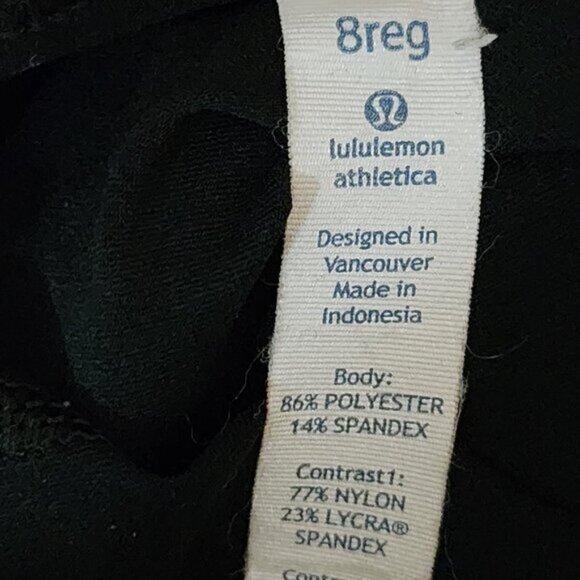 8reg
lululemon
athletica
Designed in
Vancouver
Made in
Indonesia
Body:
86% POLYESTER
14% SPANDEX
Contrast1:
77% NYLON
23% LYCRA®
SPANDEX